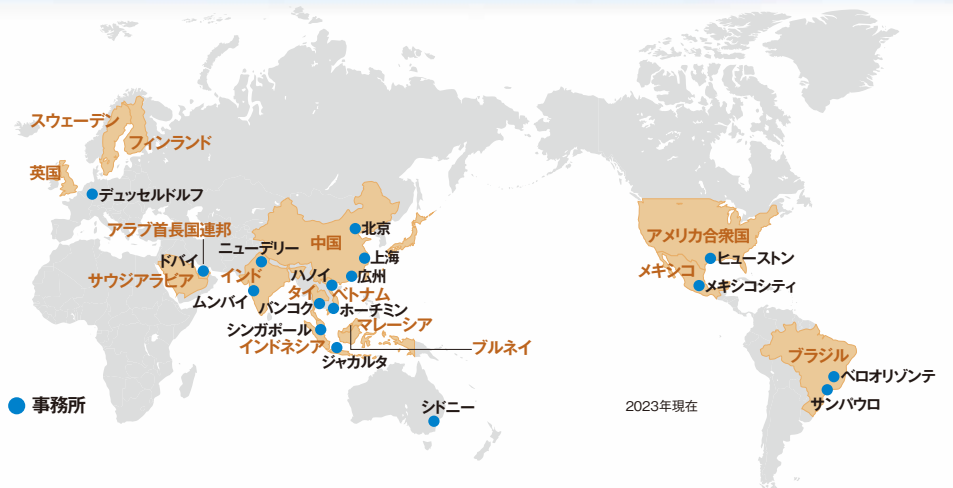 スウェーデン
フィンランド
英国
デュッセルドルフ
アラブ首長国連邦
ドバイ
サウジアラビア
ニューデリー
インド
ムンバイ
中国
北京
上海
広州
ハノイ
タイ
ベトナム
バンコク
ホーチミン
シンガポール
マレーシア
インドネシア
ブルネイ
ジャカルタ
シドニー
アメリカ合衆国
ヒューストン
メキシコ
メキシコシティ
ブラジル
ベロオリゾンテ
サンパウロ
事務所
2023年現在